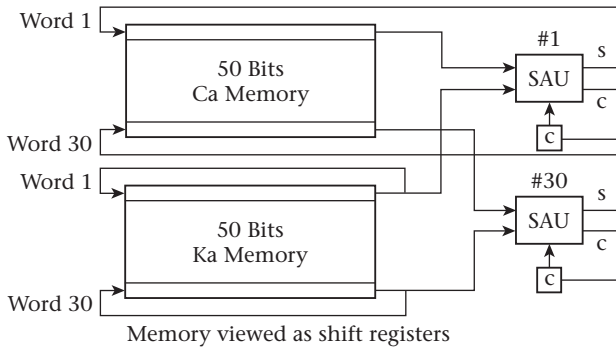 Word 1
#1
s
50 Bits
Ca Memory
SAU
c
c
Word 30
Word 1
#30
s
50 Bits
Ka Memory
SAU
c
c
Word 30
Memory viewed as shift registers